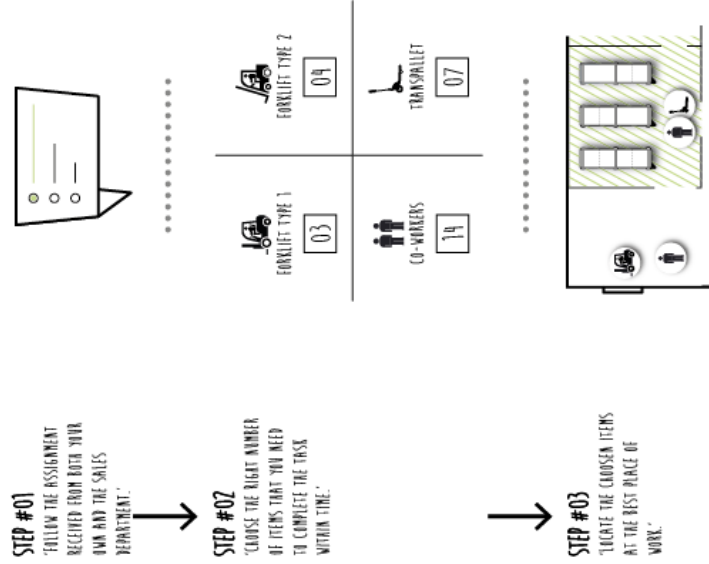 STEP #01
"FOLLOW THE ASSIGNMENT
RECEIVED FROM BOTH YOUR
OWN AND THE SALES
DEPARTMENT."
STEP #02
"CHOOSE THE RIGHT NUMBER
OF ITEMS THAT YOU NEED
TO COMPLETE THE TASK
WITHIN TIME."
FORKLIFT TYPE 1
03
FORKLIFT TYPE 2
04
CO-WORKERS
14
TRANSPALLET
07
STEP #03
"LOCATE THE CHOOSEN ITEMS
AT THE BEST PLACE OF
WORK."